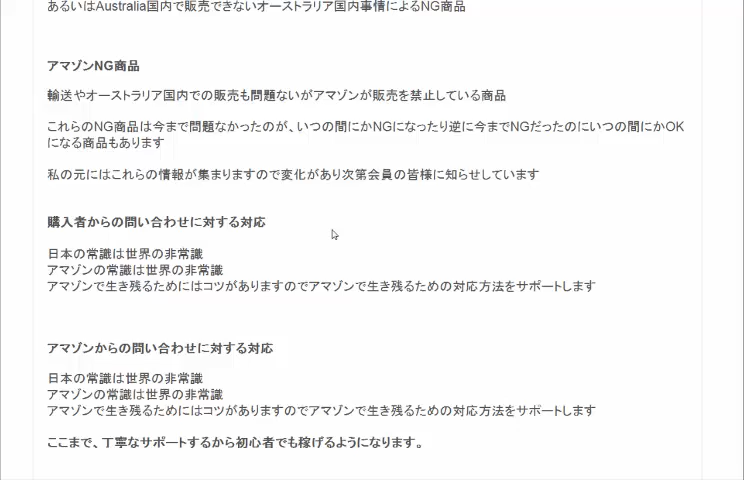 あるいはAustralia国内で販売できないオーストラリア国内事情によるNG商品
アマゾンNG商品
輸送やオーストラリア国内での販売も問題ないがアマゾンが販売を禁止している商品
これらのNG商品は今まで問題なかったのが、いつの間にかNGになったり逆に今までNGだったのにいつの間にかOK
になる商品もあります
私の元にはこれらの情報が集まりますので変化があり次第会員の皆様に知らせしています
購入者からの問い合わせに対する対応
日本の常識は世界の非常識
アマゾンの常識は世界の非常識
アマゾンで生き残るためにはコツがありますのでアマゾンで生き残るための対応方法をサポートします
アマゾンからの問い合わせに対する対応
日本の常識は世界の非常識
アマゾンの常識は世界の非常識
アマゾンで生き残るためにはコツがありますのでアマゾンで生き残るための対応方法をサポートします
ここまで、丁寧なサポートするから初心者でも稼げるようになります。